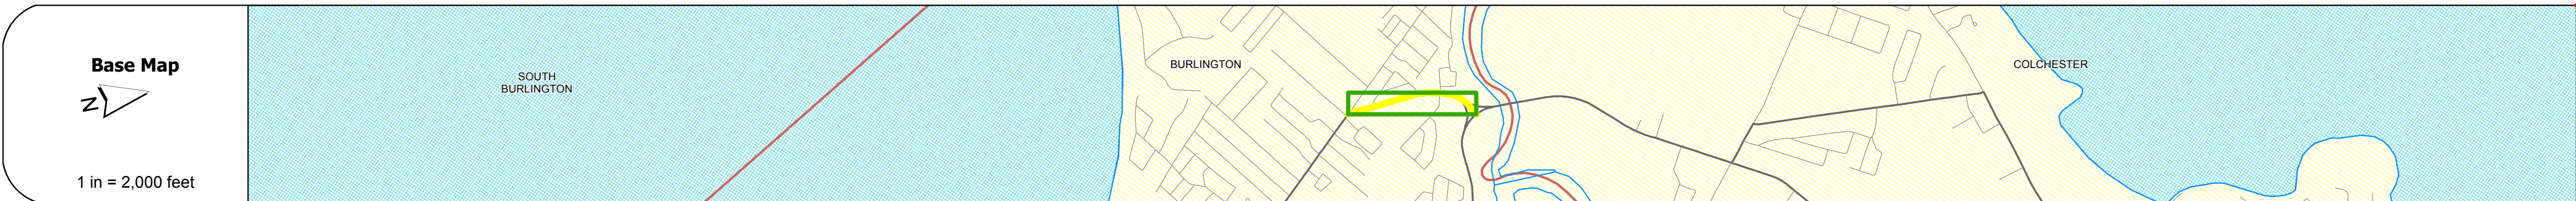 Base Map
N
1 in = 2,000 feet
SOUTH
BURLINGTON
BURLINGTON
COLCHESTER